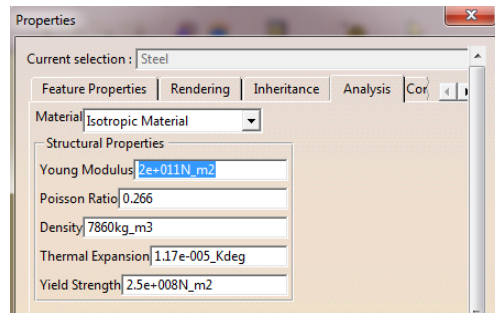 Properties
Current selection : Steel
Feature Properties Rendering Inheritance Analysis Cor
Material Isotropic Material
Structural Properties
Young Modulus 2e+011N_m2
Poisson Ratio 0.266
Density 7860kg_m3
Thermal Expansion 1.17e-005_Kdeg
Yield Strength 2.5e+008N_m2